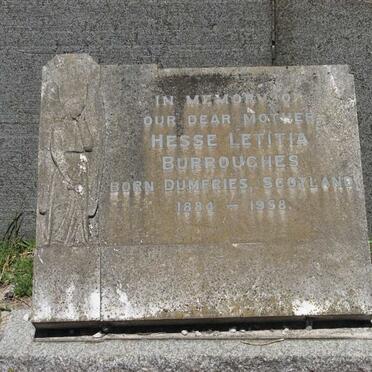 IN MEMORY OF
OUR DEAR MOTHER,
HESSE LETITIA
BURROUGHES
BORN DUMFRIES, SCOTLAND
1884 – 1958.